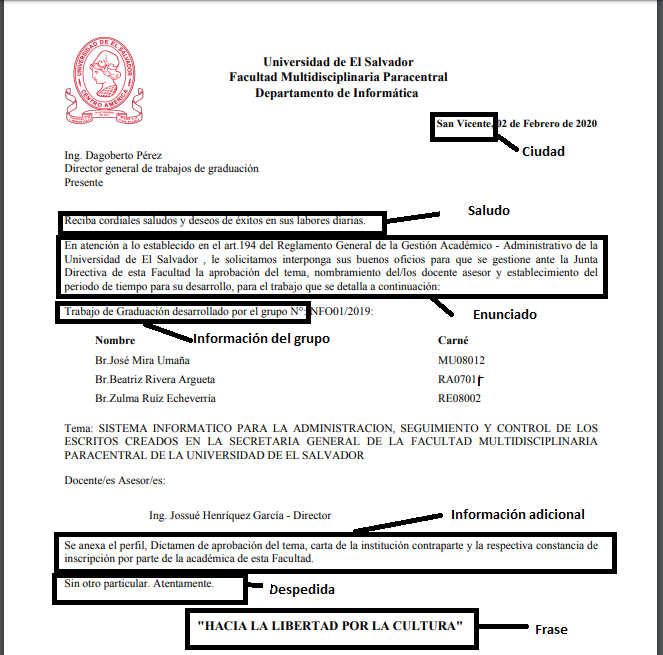 UNIVERSIDAD DE EL SALVADOR
CENTRO AMERICA
Universidad de El Salvador
Facultad Multidisciplinaria Paracentral
Departamento de Informática
San Vicente, 02 de Febrero de 2020
Ciudad
Ing. Dagoberto Pérez
Director general de trabajos de graduación
Presente
Saludo
Reciba cordiales saludos y deseos de éxitos en sus labores diarias.
En atención a lo establecido en el art.194 del Reglamento General de la Gestión Académico - Administrativo de la
Universidad de El Salvador , le solicitamos interponga sus buenos oficios para que se gestione ante la Junta
Directiva de esta Facultad la aprobación del tema, nombramiento del/los docente asesor y establecimiento del
periodo de tiempo para su desarrollo, para el trabajo que se detalla a continuación:
Trabajo de Graduación desarrollado por el grupo N°: NFO01/2019:
Enunciado
Información del grupo
Nombre Carné
Br.José Mira Umaña MU08012
Br.Beatriz Rivera Argueta
Br.Zulma Ruíz Echeverría RE08002
Tema: SISTEMA INFORMATICO PARA LA ADMINISTRACION, SEGUIMIENTO Y CONTROL DE LOS
ESCRITOS CREADOS EN LA SECRETARIA GENERAL DE LA FACULTAD MULTIDISCIPLINARIA
PARACENTRAL DE LA UNIVERSIDAD DE EL SALVADOR
Docente/es Asesor/es:
Ing. Jossué Henríquez García - Director
Información adicional
Se anexa el perfil, Dictamen de aprobación del tema, carta de la institución contraparte y la respectiva constancia de
inscripción por parte de la académica de esta Facultad.
Sin otro particular. Atentamente.
Despedida
"HACIA LA LIBERTAD POR LA CULTURA"
Frase